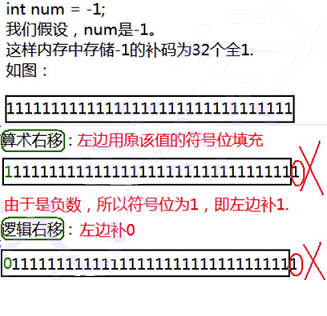 int num = -1;
我们假设，num是-1。
这样内存中存储-1的补码为32个全1.
如图：
11111111111111111111111111111111
算术右移：左边用原该值的符号位填充
111111111111111111111111111111111
由于是负数，所以符号位为1，即左边补1.
逻辑右移：左边补0
011111111111111111111111111111111